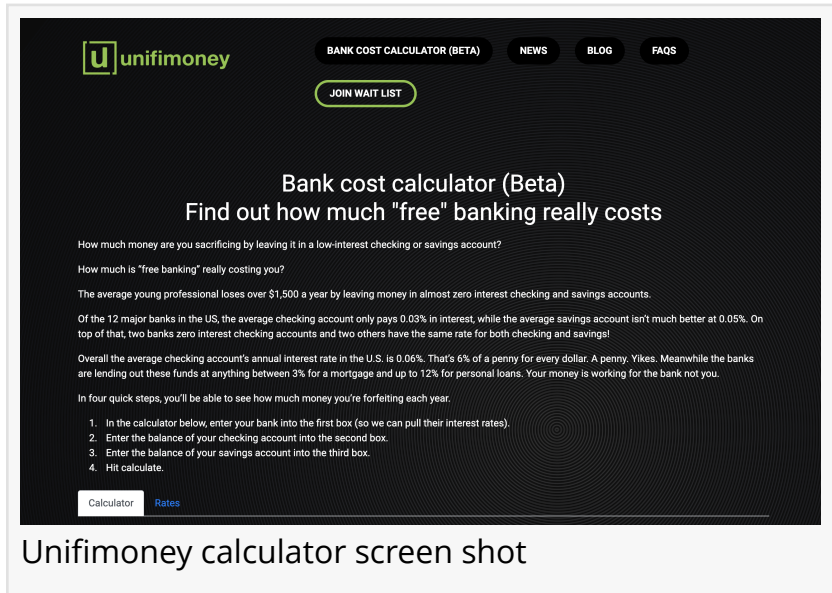 u unifimoney
BANK COST CALCULATOR (BETA)
NEWS
BLOG
FAQS
JOIN WAIT LIST
Bank cost calculator (Beta)
Find out how much "free" banking really costs
How much money are you sacrificing by leaving it in a low-interest checking or savings account?
How much is “free banking” really costing you?
The average young professional loses over $1,500 a year by leaving money in almost zero interest checking and savings accounts.
Of the 12 major banks in the US, the average checking account only pays 0.03% in interest, while the average savings account isn’t much better at 0.05%. On
top of that, two banks zero interest checking accounts and two others have the same rate for both checking and savings!
Overall the average checking account’s annual interest rate in the U.S. is 0.06%. That’s 6% of a penny for every dollar. A penny. Yikes. Meanwhile the banks
are lending out these funds at anything between 3% for a mortgage and up to 12% for personal loans. Your money is working for the bank not you.
In four quick steps, you’ll be able to see how much money you’re forfeiting each year.
1. In the calculator below, enter your bank into the first box (so we can pull their interest rates).
2. Enter the balance of your checking account into the second box.
3. Enter the balance of your savings account into the third box.
4. Hit calculate.
Calculator
Rates
Unifimoney calculator screen shot